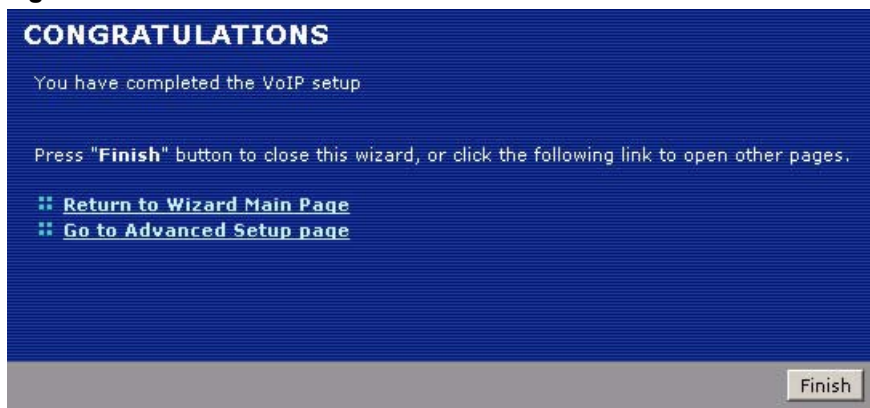 CONGRATULATIONS
You have completed the VoIP setup
Press "Finish" button to close this wizard, or click the following link to open other pages.
Return to Wizard Main Page
Go to Advanced Setup page
Finish